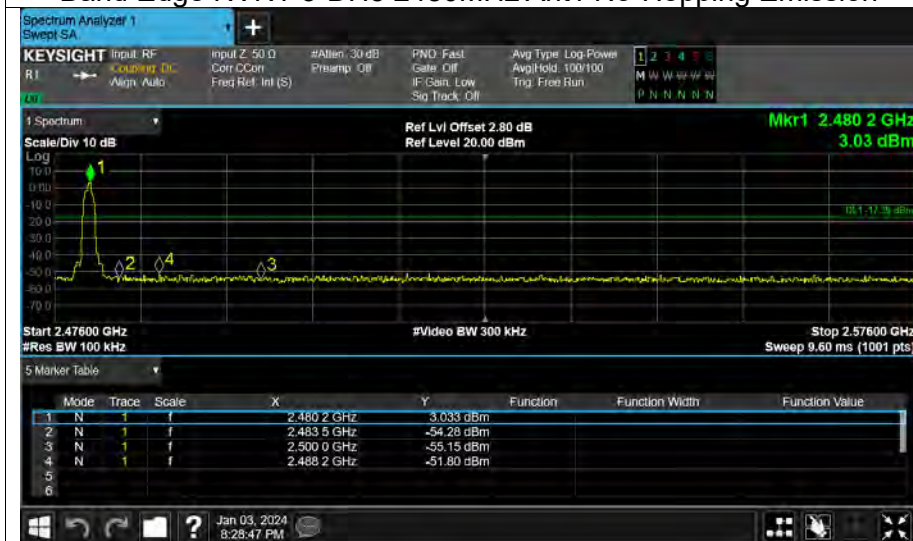 Spectrum Analyzer 1
Swept SA
+
KEYSIGHT Input: RF
R L
Coupling: DC
Align: Auto
Input Z: 50 Ω
Corr CCorr
Freq Ref: Int (S)
#Atten: 30 dB
Preamp: Off
PNO: Fast
Gate: Off
IF Gain: Low
Sig Track: Off
Avg Type: Log-Power
Avg|Hold: 100/100
Trig: Free Run
1 2 3 4 5 6
M W W W W W
P N N N N N
1 Spectrum
Scale/Div 10 dB
Ref Lvl Offset 2.80 dB
Ref Level 20.00 dBm
Mkr1 2.480 2 GHz
3.03 dBm
Log
10.0
0.00
-10.0
-20.0
-30.0
-40.0
-50.0
-60.0
-70.0
1
2
4
3
Start 2.47600 GHz
#Res BW 100 kHz
#Video BW 300 kHz
Stop 2.57600 GHz
Sweep 9.60 ms (1001 pts)
5 Marker Table
Mode Trace Scale X Y Function Function Width Function Value
1 N 1 f 2.480 2 GHz 3.033 dBm
2 N 1 f 2.483 5 GHz -54.28 dBm
3 N 1 f 2.500 0 GHz -55.15 dBm
4 N 1 f 2.488 2 GHz -51.80 dBm
5
6
?
Jan 03, 2024
8:28:47 PM